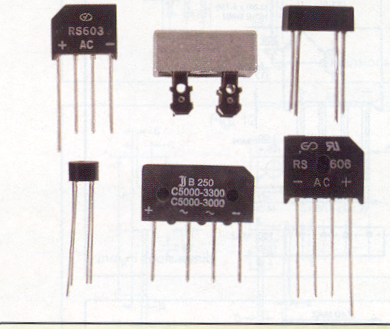 RS603
+ AC -
B 250
C5000-3300
C5000-3000
+ ~ ~ -
RS 606
- AC +